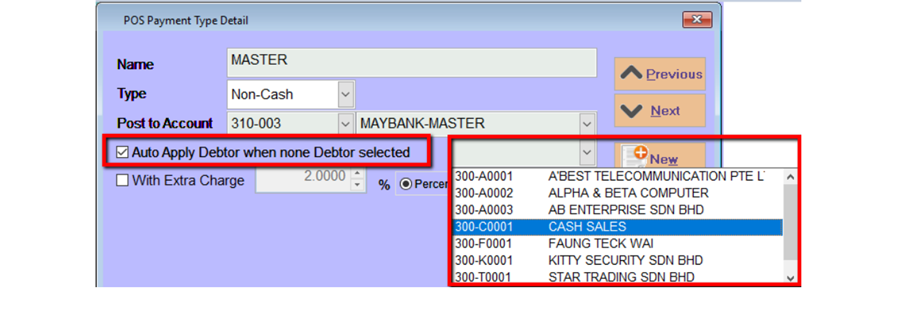 POS Payment Type Detail
Name MASTER
Previous
Type Non-Cash
Next
Post to Account 310-003 MAYBANK-MASTER
Auto Apply Debtor when none Debtor selected
New
With Extra Charge 2.0000 % Percer
300-A0001 A'BEST TELECOMMUNICATION PTE LT
300-A0002 ALPHA & BETA COMPUTER
300-A0003 AB ENTERPRISE SDN BHD
300-C0001 CASH SALES
300-F0001 FAUNG TECK WAI
300-K0001 KITTY SECURITY SDN BHD
300-T0001 STAR TRADING SDN BHD